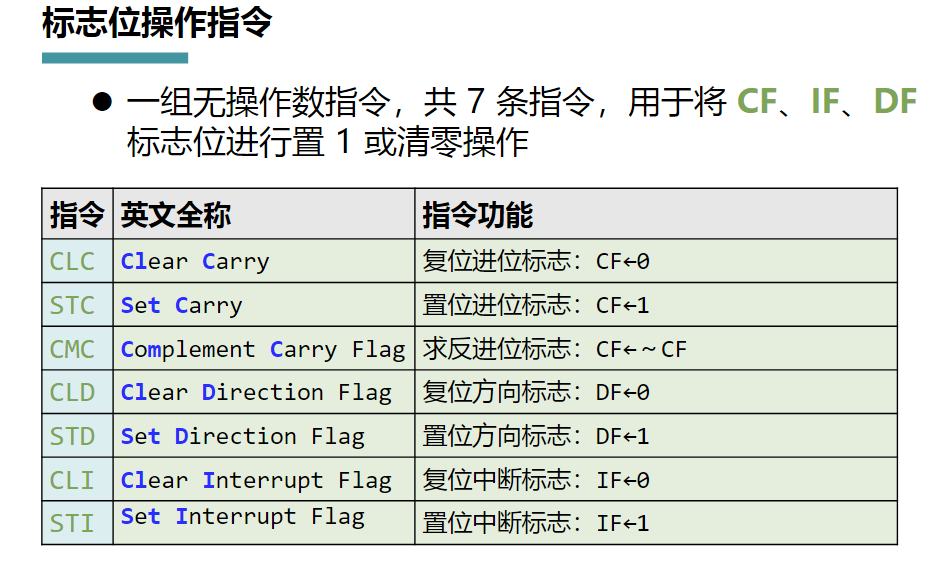 标志位操作指令
● 一组无操作数指令，共 7 条指令，用于将 CF、IF、DF
标志位进行置 1 或清零操作
指令 英文全称 指令功能
CLC Clear Carry 复位进位标志：CF←0
STC Set Carry 置位进位标志：CF←1
CMC Complement Carry Flag 求反进位标志：CF←～CF
CLD Clear Direction Flag 复位方向标志：DF←0
STD Set Direction Flag 置位方向标志：DF←1
CLI Clear Interrupt Flag 复位中断标志：IF←0
STI Set Interrupt Flag 置位中断标志：IF←1